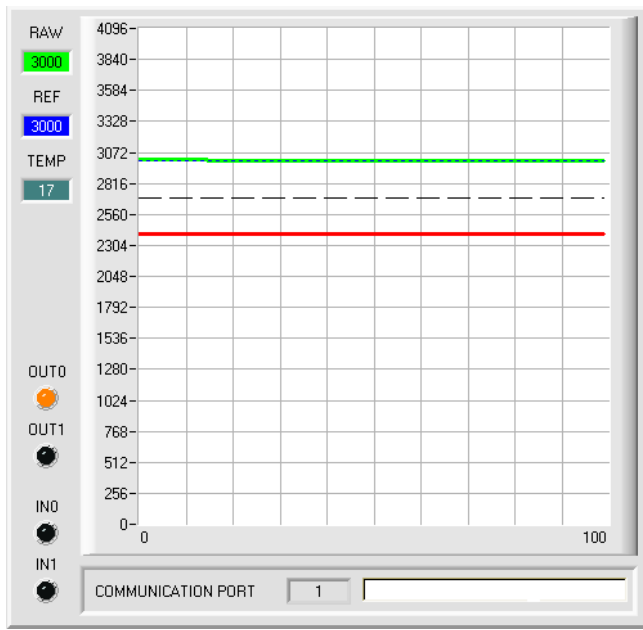 RAW
3000
REF
3000
TEMP
17
OUT0
OUT1
IN0
IN1
4096
3840
3584
3328
3072
2816
2560
2304
2048
1792
1536
1280
1024
768
512
256
0
0
100
COMMUNICATION PORT
1